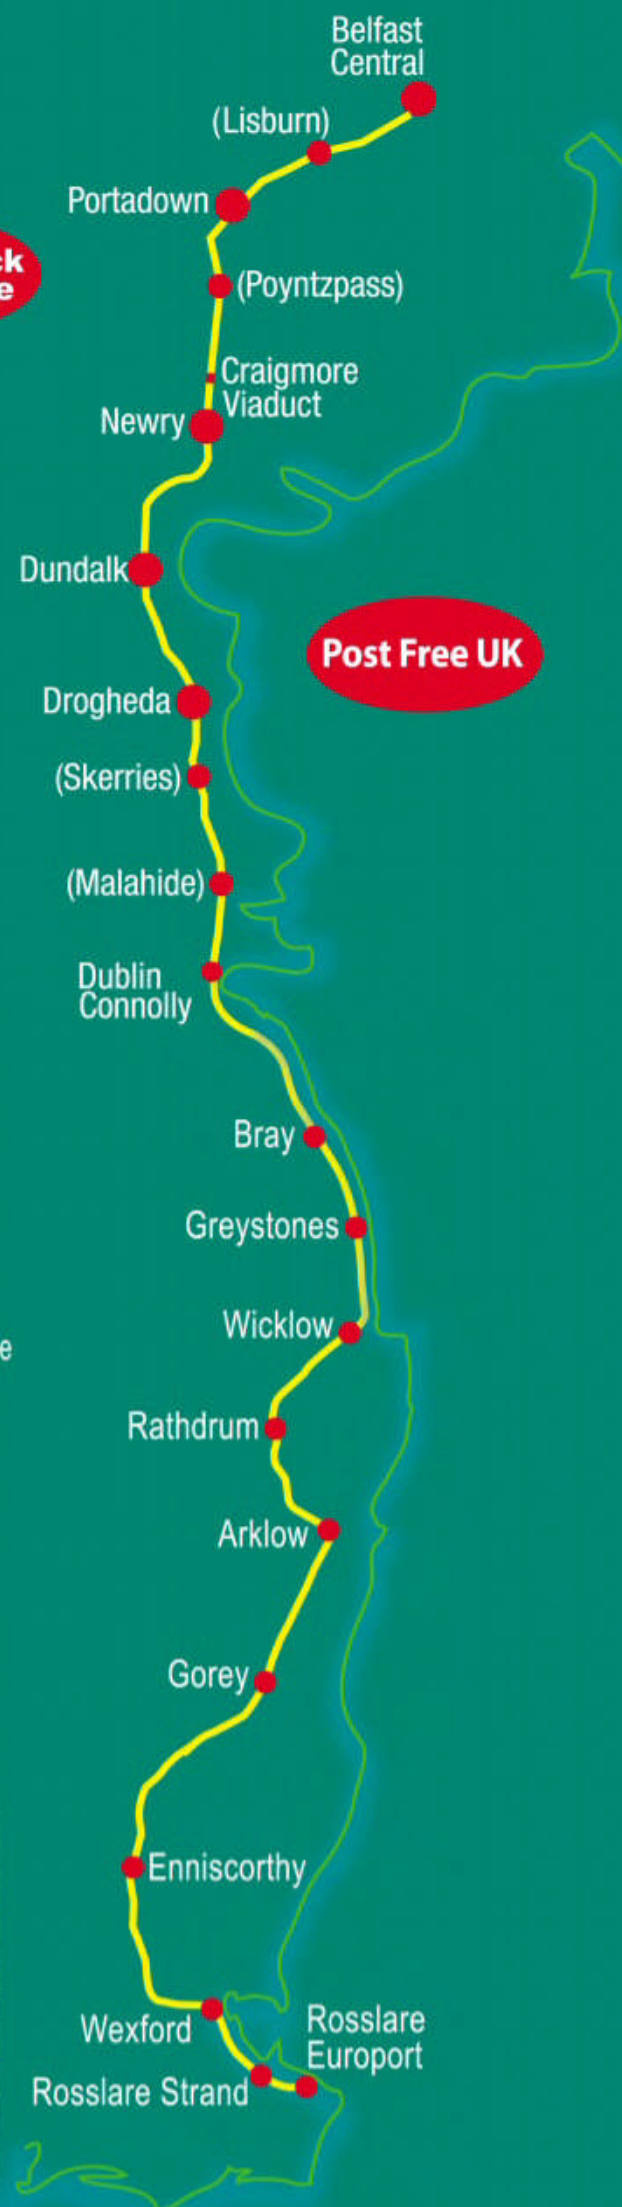 Belfast
Central
(Lisburn)
Portadown
ck
e
(Poyntzpass)
Craigmore
Viaduct
Newry
Dundalk
Post Free UK
Drogheda
(Skerries)
(Malahide)
Dublin
Connolly
Bray
Greystones
Wicklow
e
Rathdrum
Arklow
Gorey
Enniscorthy
Wexford
Rosslare
Europort
Rosslare Strand